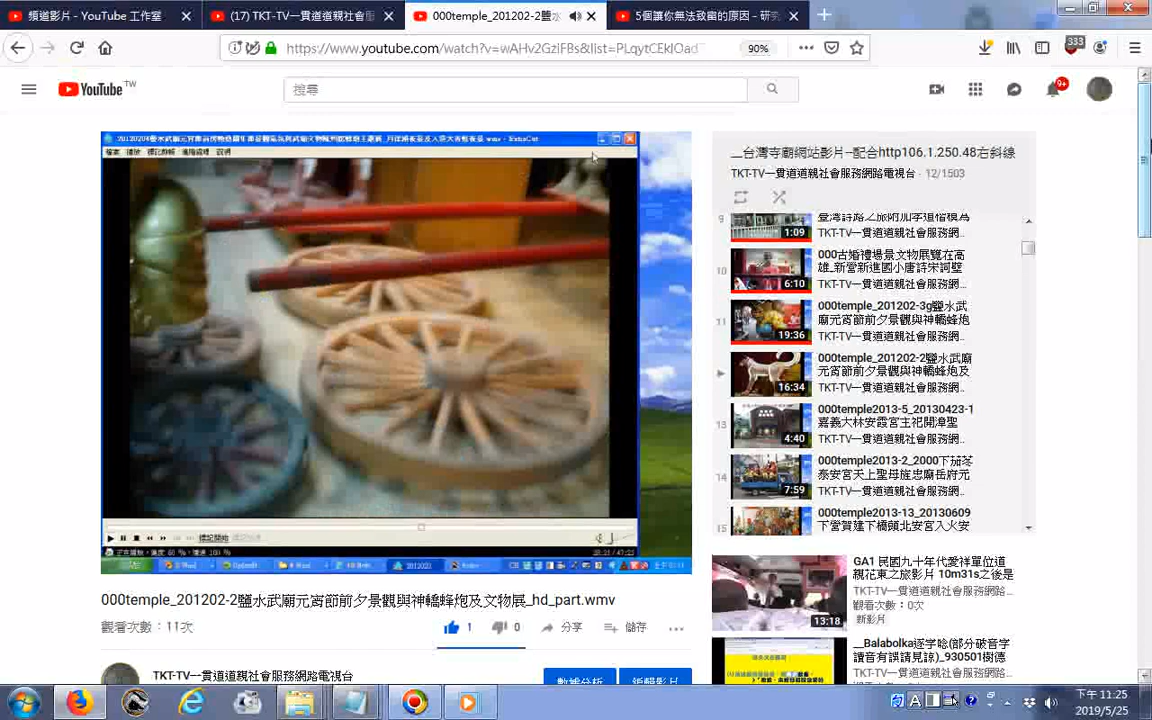 頻道影片 - YouTube 工作室
(17) TKT-TV一貫道道親社會
000temple_201202-2鹽水
5個讓你無法致富的原因 - 研
https://www.youtube.com/watch?v=wAHv2GziFBs&list=PLqytCEkIOad
90%
333
YouTube TW
搜尋
9+
__台灣寺廟網站影片--配合http106.1.250.48右斜線
TKT-TV一貫道道親社會服務網路電視台 · 12/1503
9
1:09
TKT-TV一貫道道親社會服務網..
10
000古婚禮場景文物展覽在高
雄_新營新進國小唐詩宋詞壁
TKT-TV一貫道道親社會服務網..
6:10
11
000temple_201202-3g鹽水武
廟元宵節前夕景觀與神轎蜂炮
TKT-TV一貫道道親社會服務網..
19:36
000temple_201202-2鹽水武廟
元宵節前夕景觀與神轎蜂炮及
TKT-TV一貫道道親社會服務網..
16:34
13
000temple2013-5_20130423-1
嘉義大林安霞宮主祀開漳聖
TKT-TV一貫道道親社會服務網..
4:40
14
000temple2013-2_2000下茄苳
泰安宮天上聖母旌忠廟岳府元
TKT-TV一貫道道親社會服務網..
7:59
15
000temple2013-13_20130609
下營賀建下橋頭北安宮入火安
000temple_201202-2鹽水武廟元宵節前夕景觀與神轎蜂炮及文物展_hd_part.wmv
觀看次數：11次
1
0
分享
儲存
TKT-TV一貫道道親社會服務網路電視台
數據分析
編輯影片
GA1 民國九十年代愛祥單位道
親花東之旅影片 10m31s之後是
TKT-TV一貫道道親社會服務網...
觀看次數：0次
新影片
13:18
__Balabolka逐字唸(部分破音字
讀音有誤請見諒)_930501樹德
下午 11:25
2019/5/25